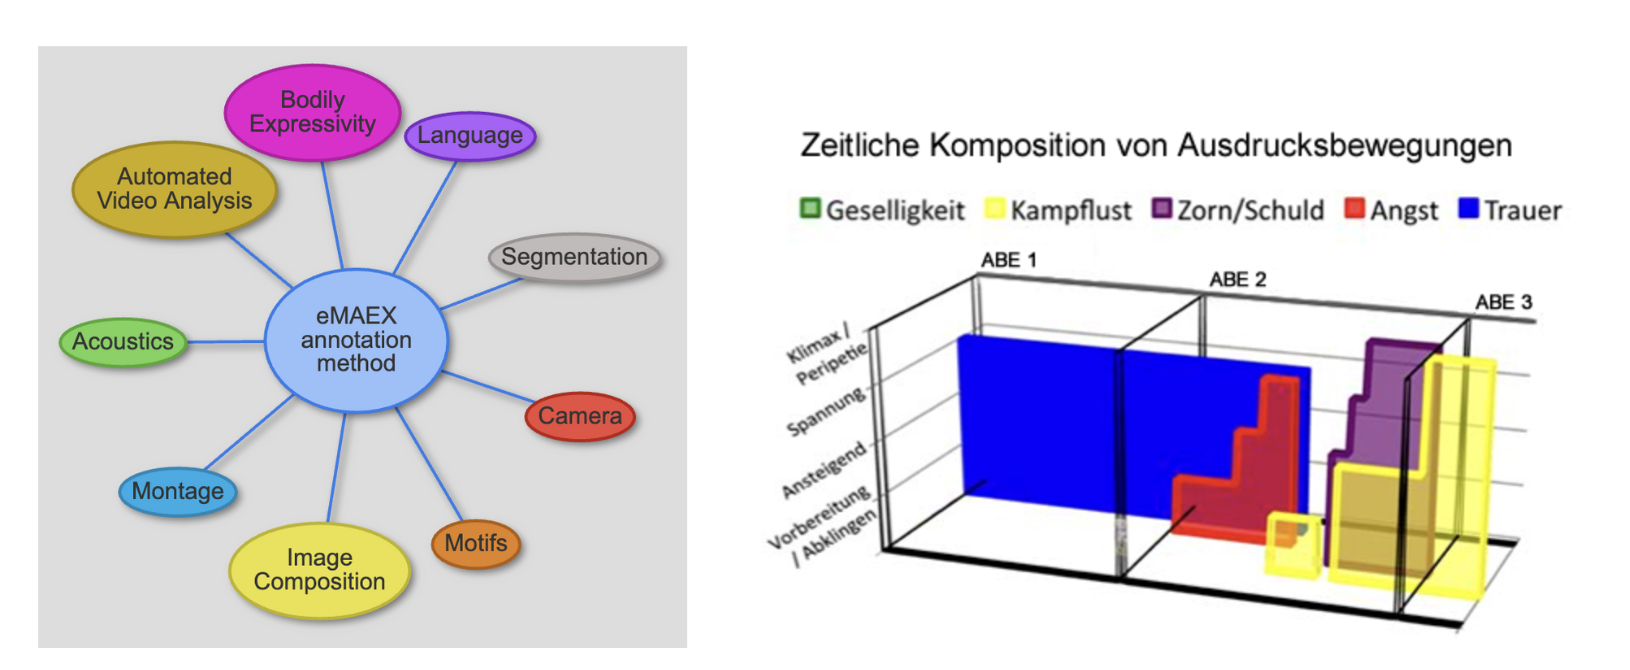 Bodily
Expressivity
Language
Automated
Video Analysis
Segmentation
eMAEX
annotation
method
Acoustics
Camera
Montage
Motifs
Image
Composition
Zeitliche Komposition von Ausdrucksbewegungen
Geselligkeit Kampflust Zorn/Schuld Angst Trauer
ABE 1
ABE 2
ABE 3
Klimax /
Peripetie
Spannung
Ansteigend
Vorbereitung
/ Abklingen